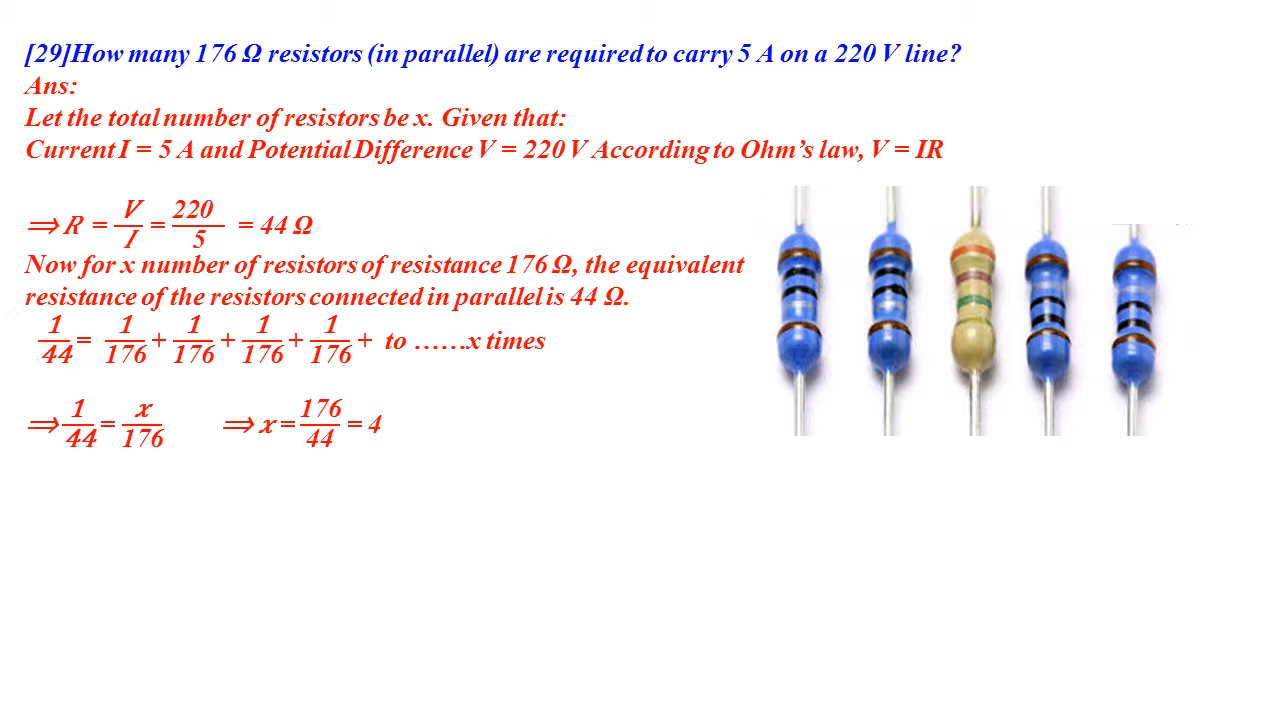 [29]How many 176 Ω resistors (in parallel) are required to carry 5 A on a 220 V line?
Ans:
Let the total number of resistors be x. Given that:
Current I = 5 A and Potential Difference V = 220 V According to Ohm’s law, V = IR
⟹ R = V/I = 220/5 = 44 Ω
Now for x number of resistors of resistance 176 Ω, the equivalent
resistance of the resistors connected in parallel is 44 Ω.
1/44 = 1/176 + 1/176 + 1/176 + 1/176 + to ……x times
⟹ 1/44 = x/176 ⟹ x = 176/44 = 4